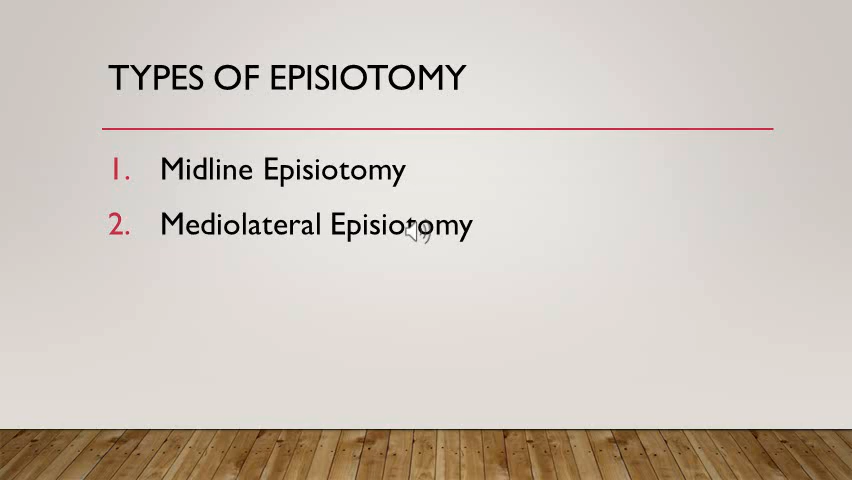 TYPES OF EPISIOTOMY
1. Midline Episiotomy
2. Mediolateral Episiotomy